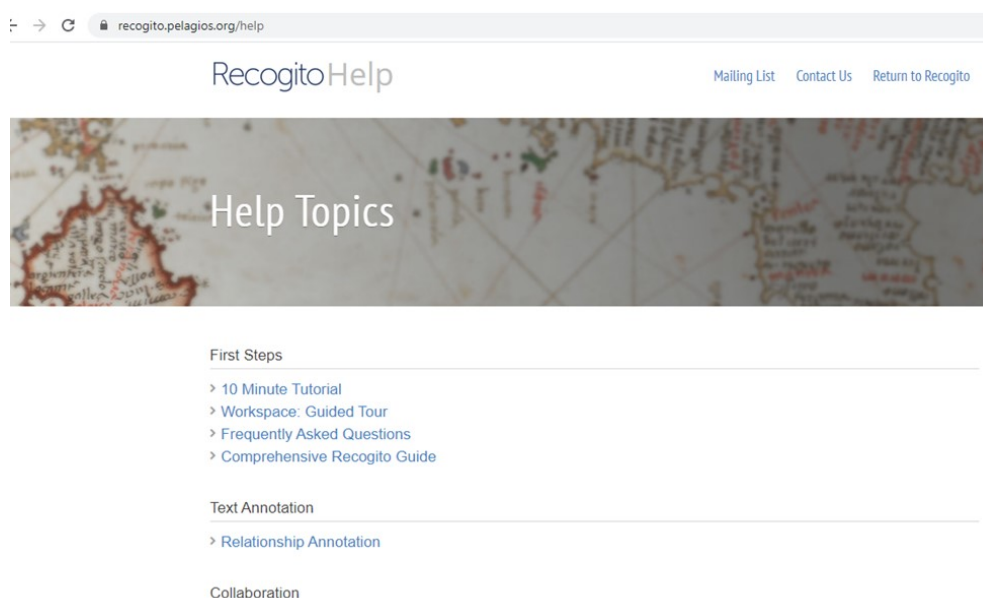 recogito.pelagios.org/help
Recogito Help
Mailing List Contact Us Return to Recogito
Help Topics
First Steps
10 Minute Tutorial
Workspace: Guided Tour
Frequently Asked Questions
Comprehensive Recogito Guide
Text Annotation
Relationship Annotation
Collaboration